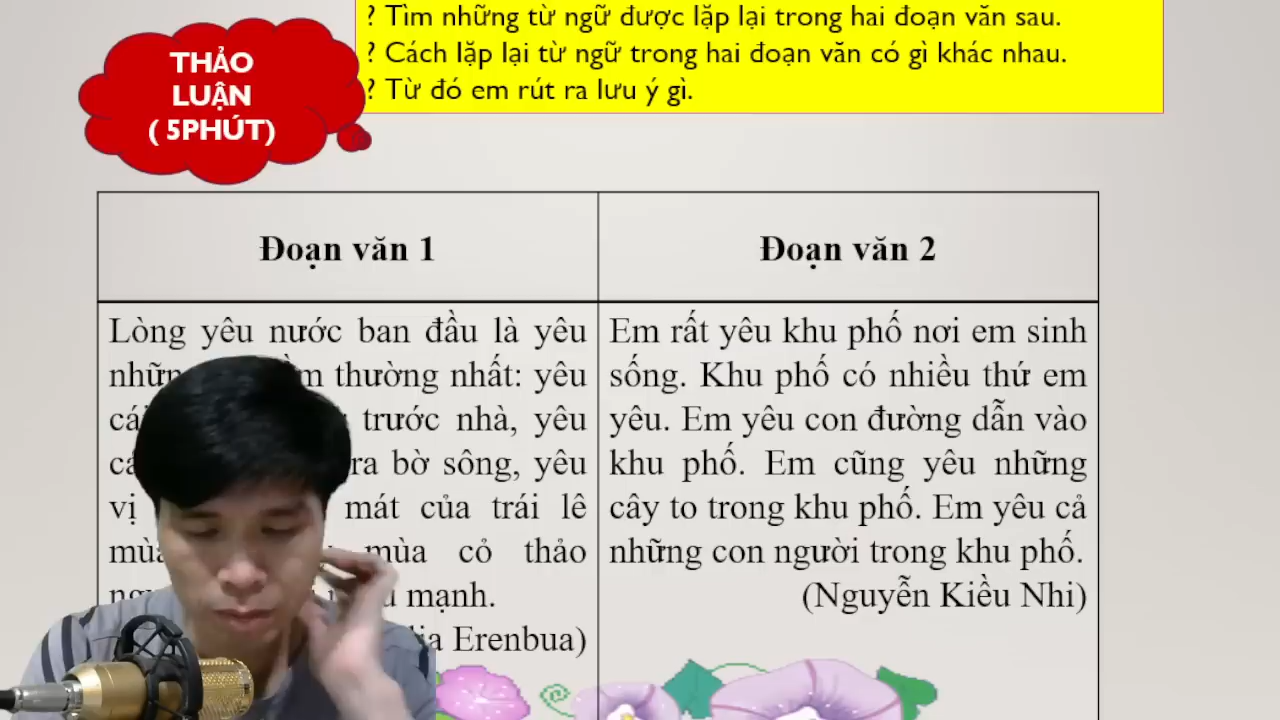 ? Tìm những từ ngữ được lặp lại trong hai đoạn văn sau.
? Cách lặp lại từ ngữ trong hai đoạn văn có gì khác nhau.
? Từ đó em rút ra lưu ý gì.
THẢO
LUẬN
( 5PHÚT)
Đoạn văn 1
Lòng yêu nước ban đầu là yêu
thường nhất: yêu
trước nhà, yêu
ra bờ sông, yêu
vị mát của trái lê
mùa cỏ thảo
mạnh.
Erenbua)
Đoạn văn 2
Em rất yêu khu phố nơi em sinh
sống. Khu phố có nhiều thứ em
yêu. Em yêu con đường dẫn vào
khu phố. Em cũng yêu những
cây to trong khu phố. Em yêu cả
những con người trong khu phố.
(Nguyễn Kiều Nhi)